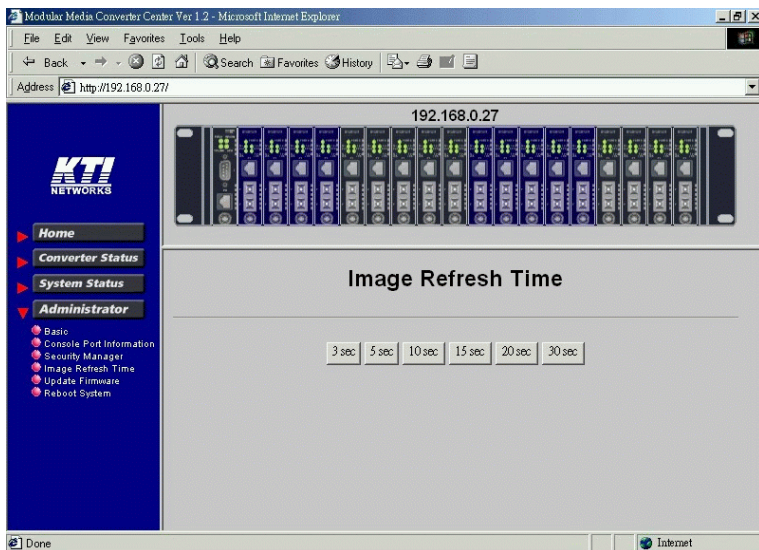 Modular Media Converter Center Ver 1.2 - Microsoft Internet Explorer
File Edit View Favorites Tools Help
Back Search Favorites History
Address http://192.168.0.27/
192.168.0.27
KTI
NETWORKS
Home
Converter Status
System Status
Administrator
Basic
Console Port Information
Security Manager
Image Refresh Time
Update Firmware
Reboot System
Image Refresh Time
3 sec 5 sec 10 sec 15 sec 20 sec 30 sec
Done Internet